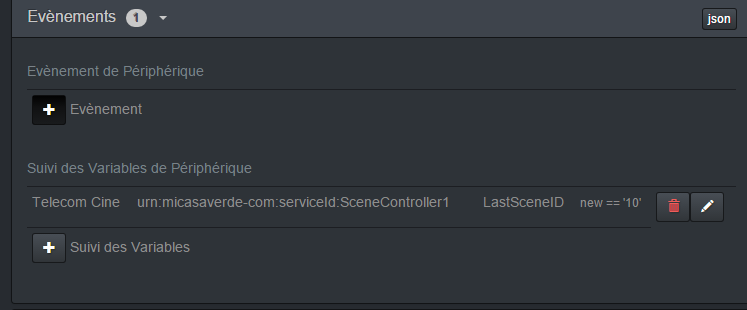 Evènements 1 json
Evènement de Périphérique
Evènement
Suivi des Variables de Périphérique
Telecom Cine urn:micasaverde-com:serviceId:SceneController1 LastSceneID new == '10'
Suivi des Variables